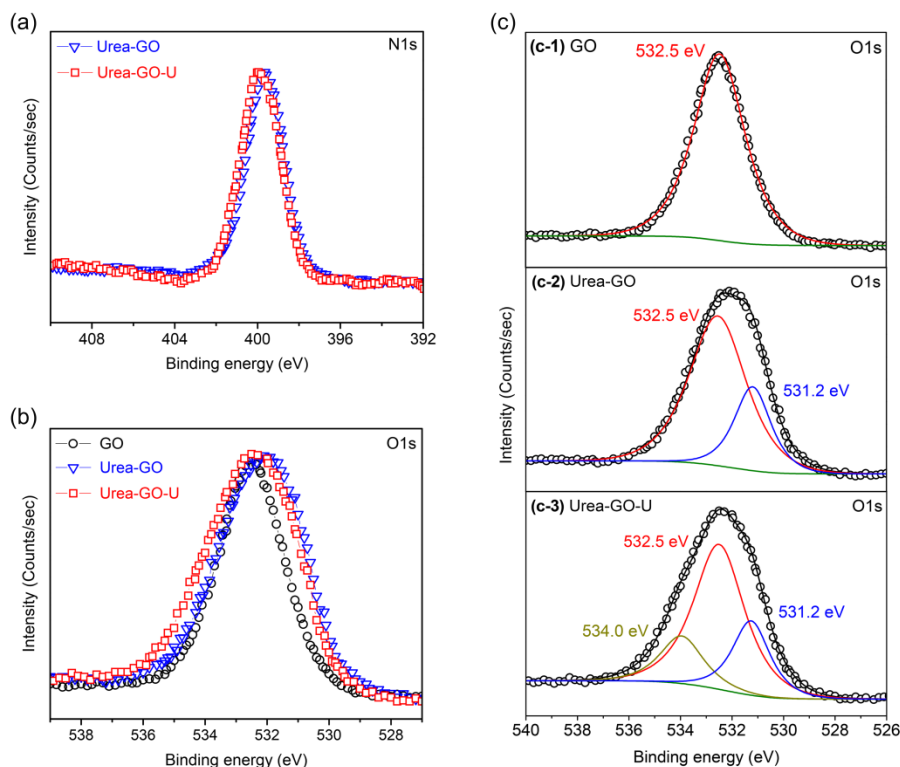 (a)
Urea-GO
Urea-GO-U
N1s
Intensity (Counts/sec)
408 404 400 396 392
Binding energy (eV)
(b)
GO
Urea-GO
Urea-GO-U
O1s
Intensity (Counts/sec)
538 536 534 532 530 528
Binding energy (eV)
(c)
(c-1) GO
O1s
532.5 eV
(c-2) Urea-GO
O1s
532.5 eV
531.2 eV
(c-3) Urea-GO-U
O1s
532.5 eV
531.2 eV
534.0 eV
Intensity (Counts/sec)
540 538 536 534 532 530 528 526
Binding energy (eV)